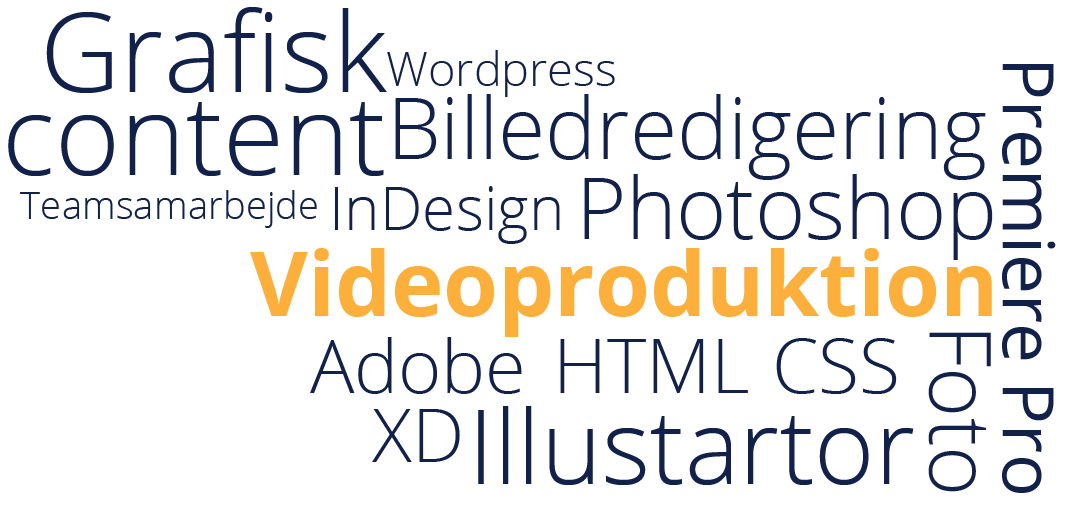 Grafisk
Wordpress
content
Billedredigering
Premiere Pro
Teamsamarbejde
InDesign
Photoshop
Videoproduktion
Adobe
HTML
CSS
Foto
XD
Illustartor